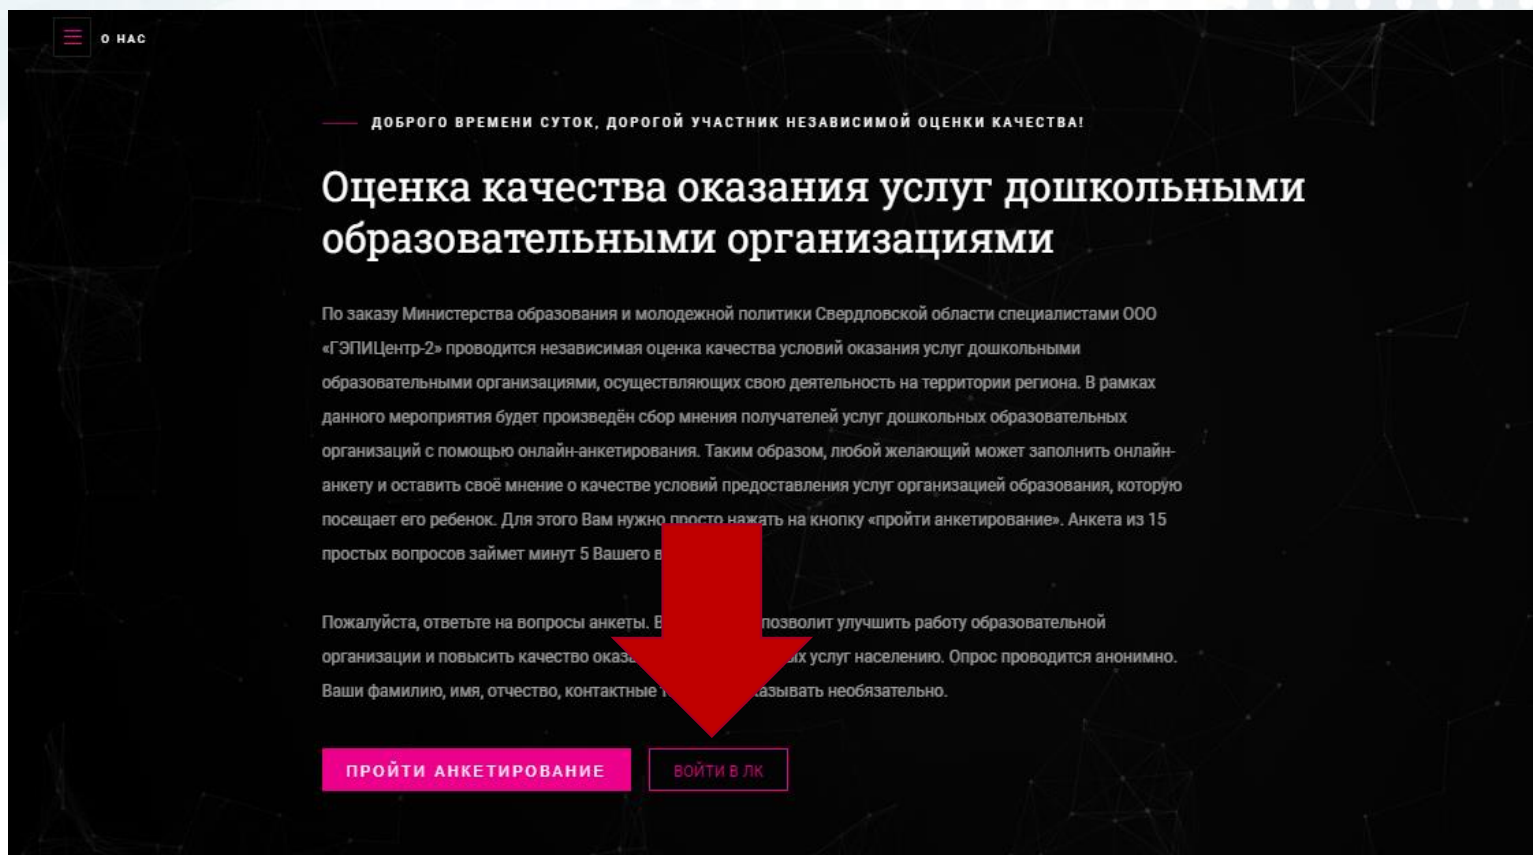 О НАС
ДОБРОГО ВРЕМЕНИ СУТОК, ДОРОГОЙ УЧАСТНИК НЕЗАВИСИМОЙ ОЦЕНКИ КАЧЕСТВА!
Оценка качества оказания услуг дошкольными
образовательными организациями
По заказу Министерства образования и молодежной политики Свердловской области специалистами ООО
«ГЭПИЦентр-2» проводится независимая оценка качества условий оказания услуг дошкольными
образовательными организациями, осуществляющих свою деятельность на территории региона. В рамках
данного мероприятия будет произведён сбор мнения получателей услуг дошкольных образовательных
организаций с помощью онлайн-анкетирования. Таким образом, любой желающий может заполнить онлайн-
анкету и оставить своё мнение о качестве условий предоставления услуг организацией образования, которую
посещает его ребенок. Для этого Вам нужно просто нажать на кнопку «пройти анкетирование». Анкета из 15
простых вопросов займет минут 5 Вашего
Пожалуйста, ответьте на вопросы анкеты. позволит улучшить работу образовательной
организации и повысить качество услуг населению. Опрос проводится анонимно.
Ваши фамилию, имя, отчество, контактные необязательно.
ПРОЙТИ АНКЕТИРОВАНИЕ
ВОЙТИ В ЛК